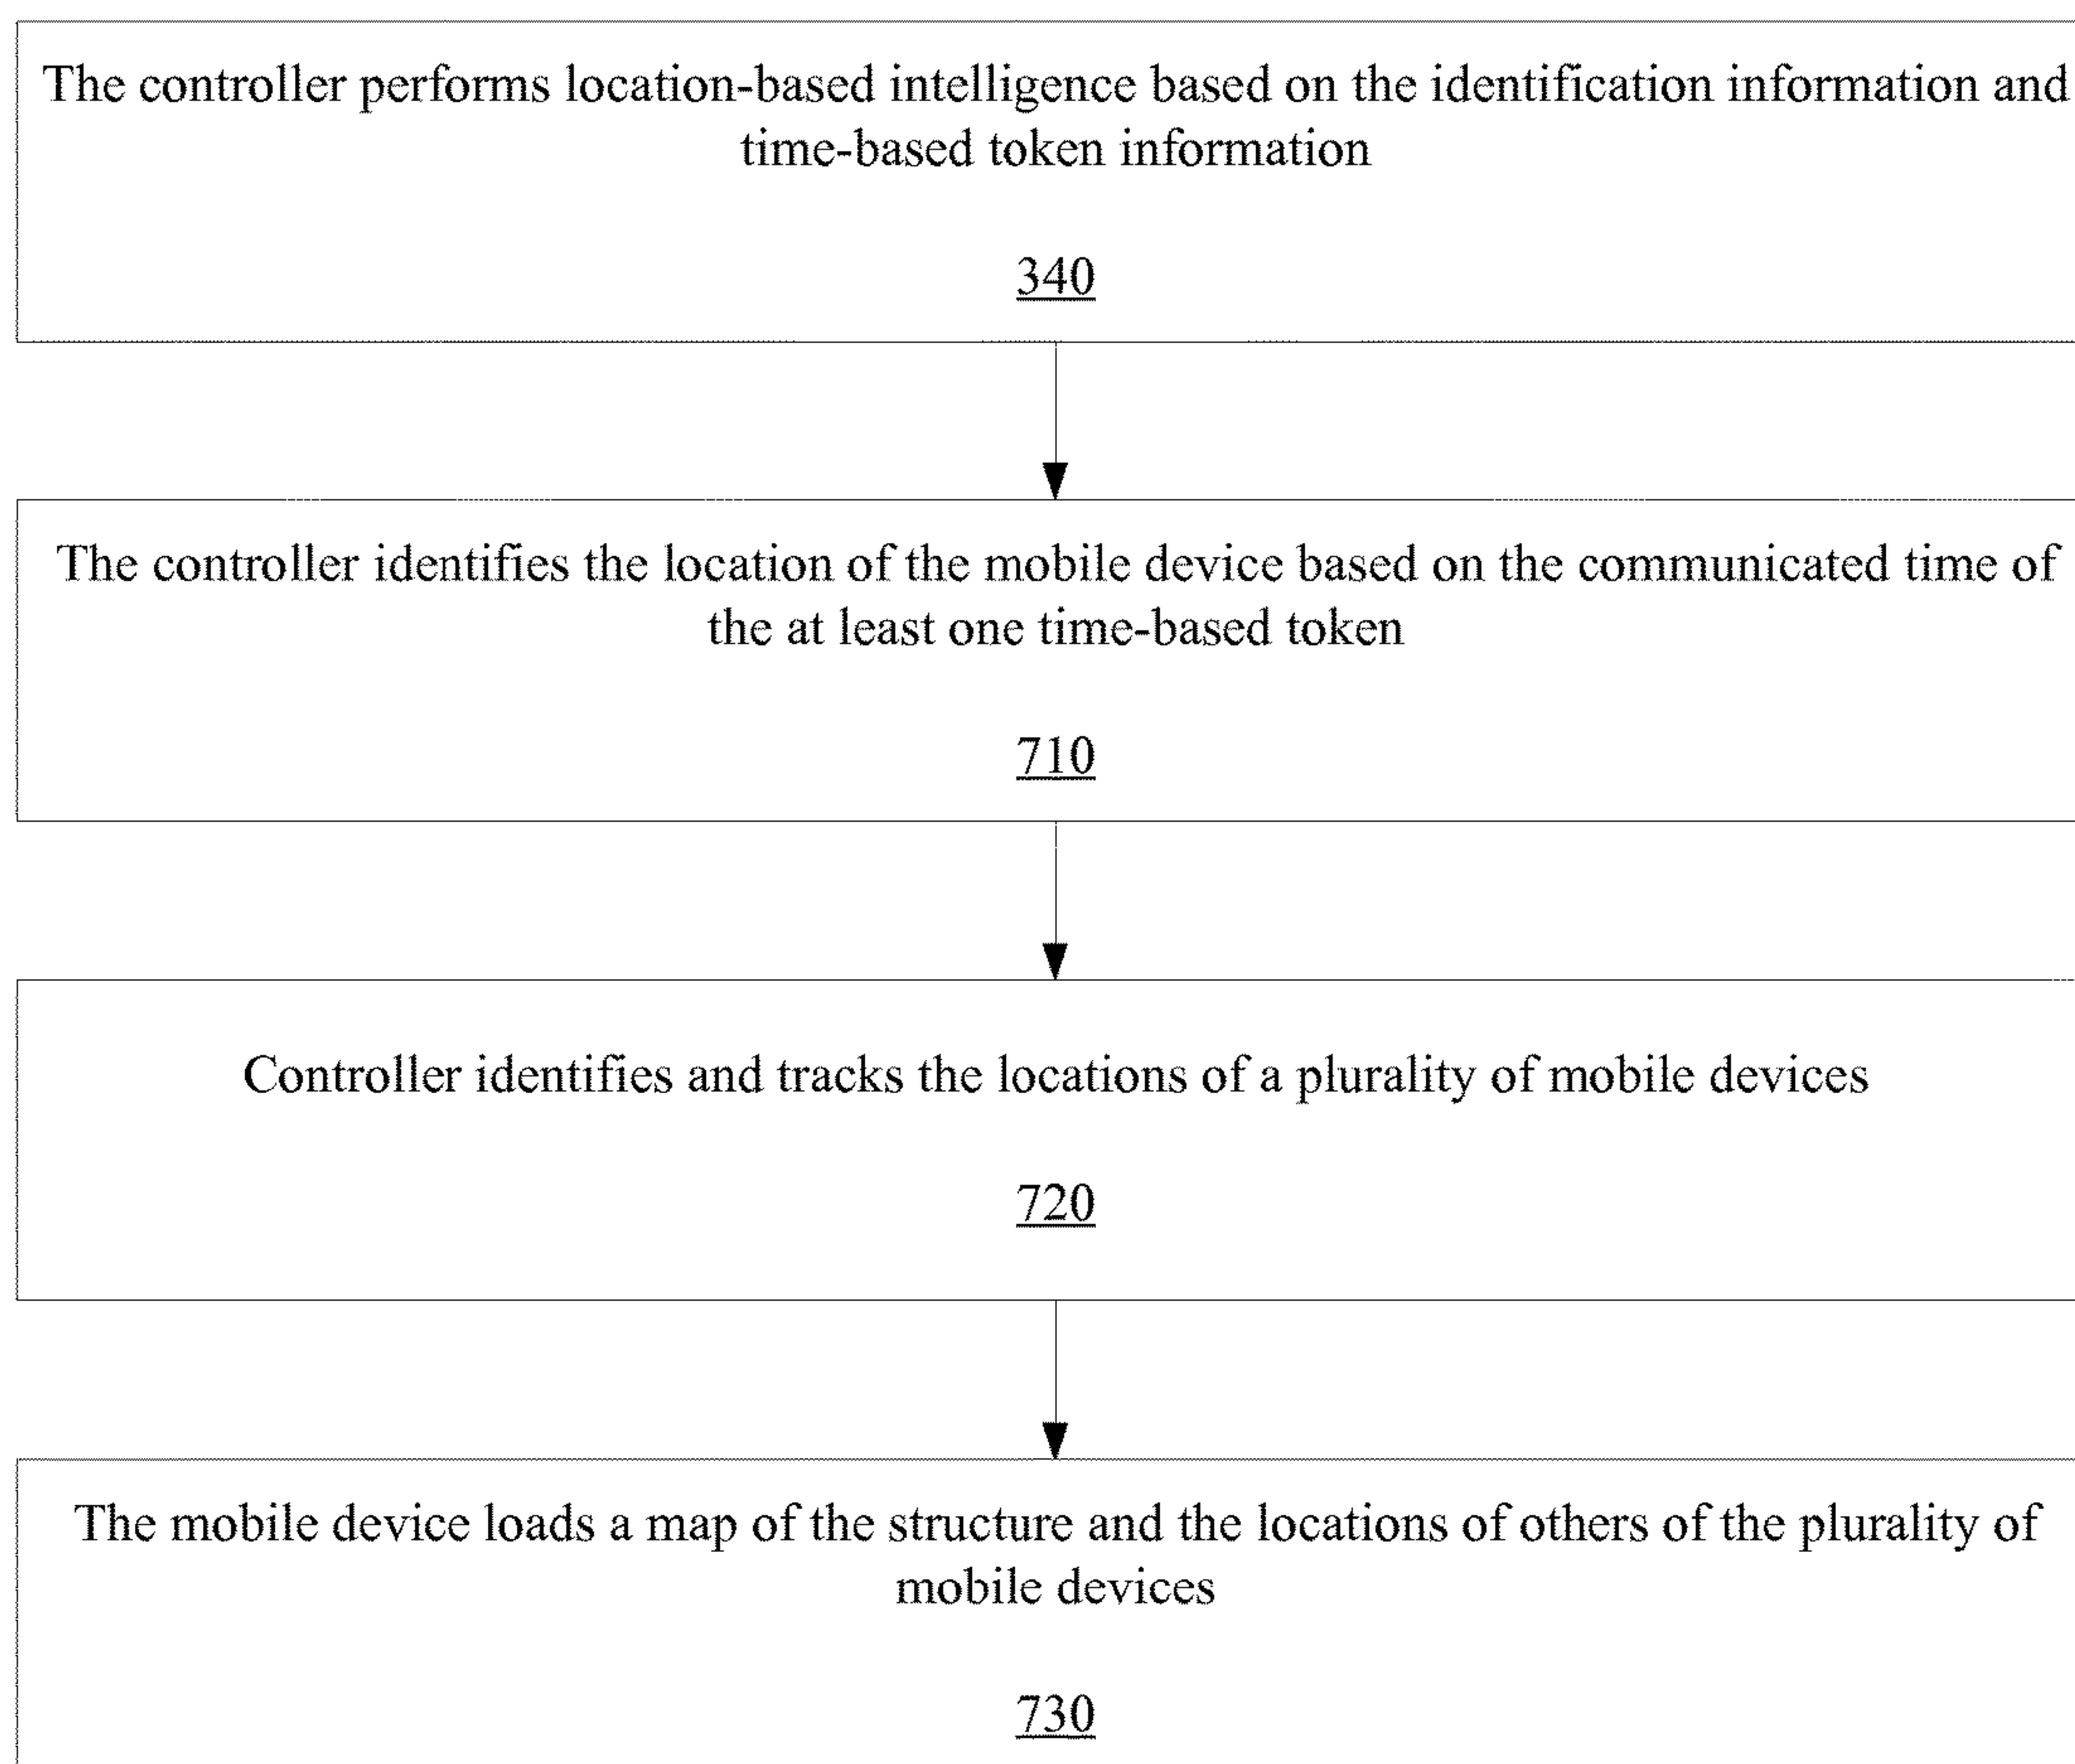 The controller performs location-based intelligence based on the identification information and
time-based token information
340
The controller identifies the location of the mobile device based on the communicated time of
the at least one time-based token
710
Controller identifies and tracks the locations of a plurality of mobile devices
720
The mobile device loads a map of the structure and the locations of others of the plurality of
mobile devices
730